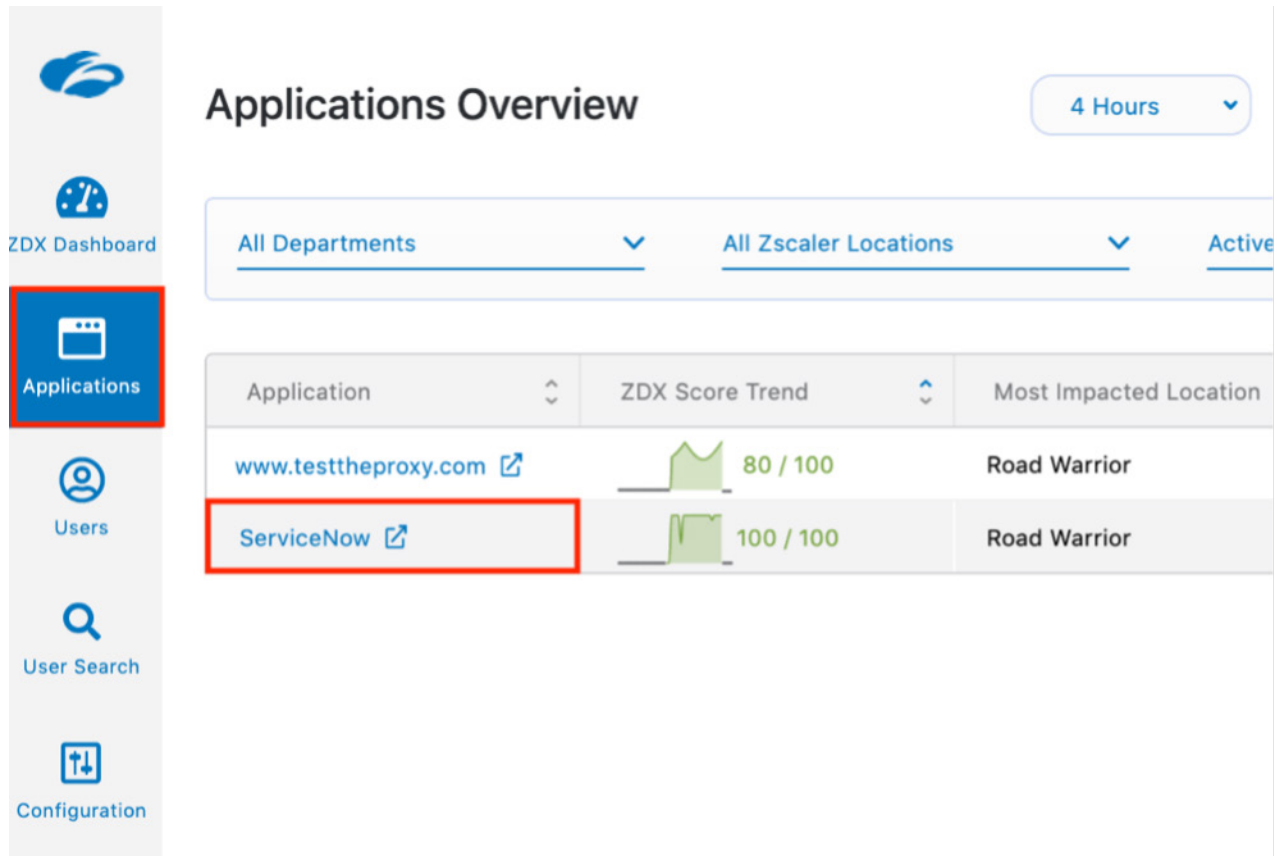 Applications Overview
4 Hours
ZDX Dashboard
All Departments
All Zscaler Locations
Active
Applications
Application
ZDX Score Trend
Most Impacted Location
www.testtheproxy.com
80 / 100
Road Warrior
Users
ServiceNow
100 / 100
Road Warrior
User Search
Configuration